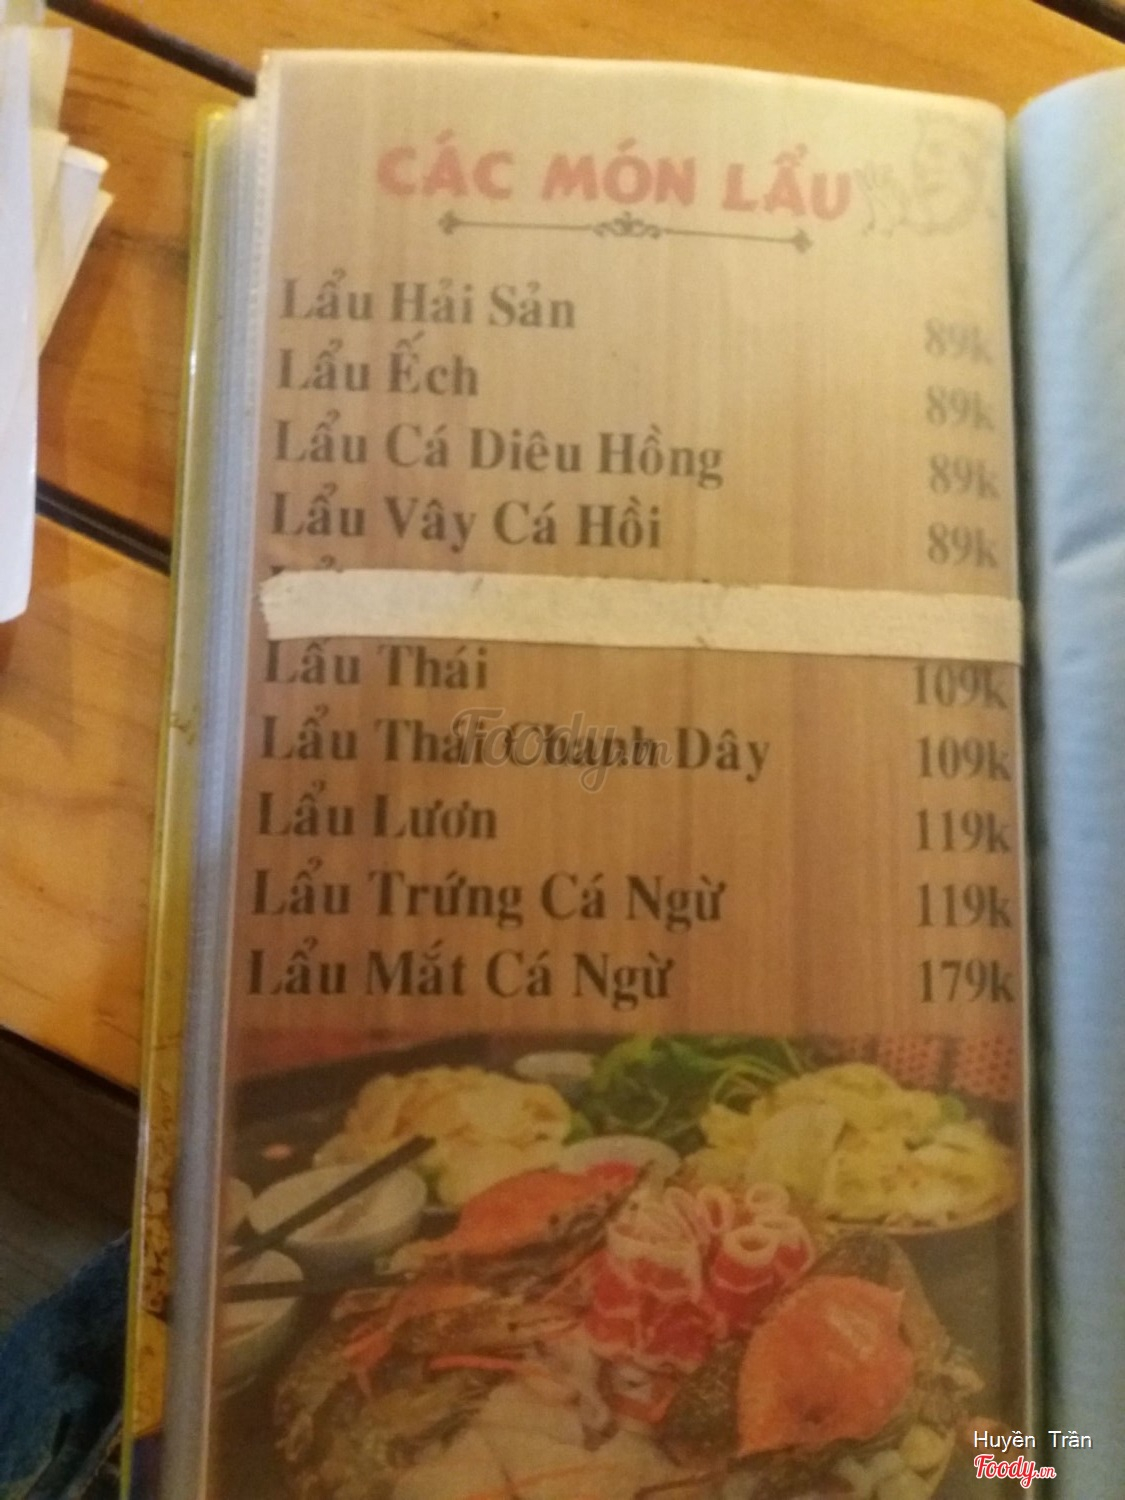 CÁC MÓN LẨU
Lẩu Hải Sản 89k
Lẩu Ếch 89k
Lẩu Cá Diêu Hồng 89k
Lẩu Vây Cá Hồi 89k
Lẩu Thái 109k
Lẩu Thái Chanh Dây 109k
Lẩu Lươn 119k
Lẩu Trứng Cá Ngừ 119k
Lẩu Mắt Cá Ngừ 179k
Foody.vn
Huyền Trần
Foody.vn